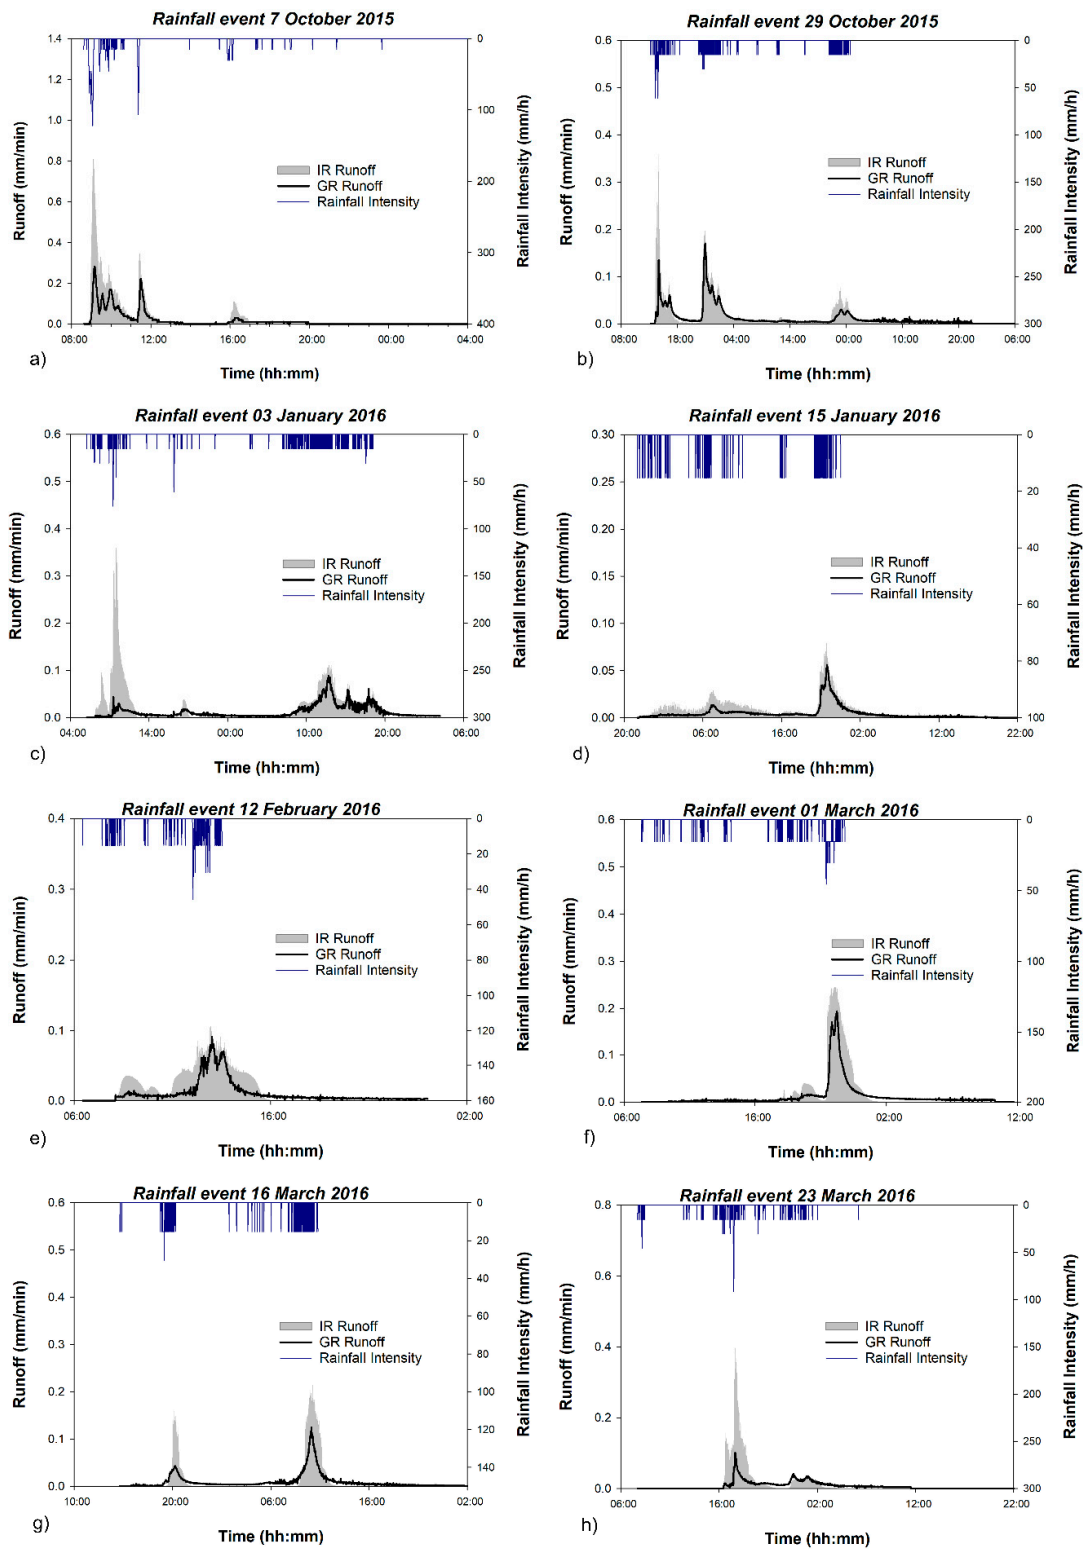 Rainfall event 7 October 2015
Runoff (mm/min)
1.4
1.2
1.0
0.8
0.6
0.4
0.2
0.0
0
100
200
300
400
Rainfall Intensity (mm/h)
IR Runoff
GR Runoff
Rainfall Intensity
08:00 12:00 16:00 20:00 00:00 04:00
a)
Time (hh:mm)
Rainfall event 29 October 2015
Runoff (mm/min)
0.6
0.5
0.4
0.3
0.2
0.1
0.0
0
50
100
150
200
250
300
Rainfall Intensity (mm/h)
IR Runoff
GR Runoff
Rainfall Intensity
08:00 18:00 04:00 14:00 00:00 10:00 20:00 06:00
b)
Time (hh:mm)
Rainfall event 03 January 2016
Runoff (mm/min)
0.6
0.5
0.4
0.3
0.2
0.1
0.0
0
50
100
150
200
250
300
Rainfall Intensity (mm/h)
IR Runoff
GR Runoff
Rainfall Intensity
04:00 14:00 00:00 10:00 20:00 06:00
c)
Time (hh:mm)
Rainfall event 15 January 2016
Runoff (mm/min)
0.30
0.25
0.20
0.15
0.10
0.05
0.00
0
20
40
60
80
100
Rainfall Intensity (mm/h)
IR Runoff
GR Runoff
Rainfall Intensity
20:00 06:00 16:00 02:00 12:00 22:00
d)
Time (hh:mm)
Rainfall event 12 February 2016
Runoff (mm/min)
0.4
0.3
0.2
0.1
0.0
0
20
40
60
80
100
120
140
160
Rainfall Intensity (mm/h)
IR Runoff
GR Runoff
Rainfall Intensity
06:00 16:00 02:00
e)
Time (hh:mm)
Rainfall event 01 March 2016
Runoff (mm/min)
0.6
0.5
0.4
0.3
0.2
0.1
0.0
0
50
100
150
200
Rainfall Intensity (mm/h)
IR Runoff
GR Runoff
Rainfall Intensity
06:00 16:00 02:00 12:00
f)
Time (hh:mm)
Rainfall event 16 March 2016
Runoff (mm/min)
0.6
0.5
0.4
0.3
0.2
0.1
0.0
0
20
40
60
80
100
120
140
Rainfall Intensity (mm/h)
IR Runoff
GR Runoff
Rainfall Intensity
10:00 20:00 06:00 16:00 02:00
g)
Time (hh:mm)
Rainfall event 23 March 2016
Runoff (mm/min)
0.8
0.6
0.4
0.2
0.0
0
50
100
150
200
250
300
Rainfall Intensity (mm/h)
IR Runoff
GR Runoff
Rainfall Intensity
06:00 16:00 02:00 12:00 22:00
h)
Time (hh:mm)